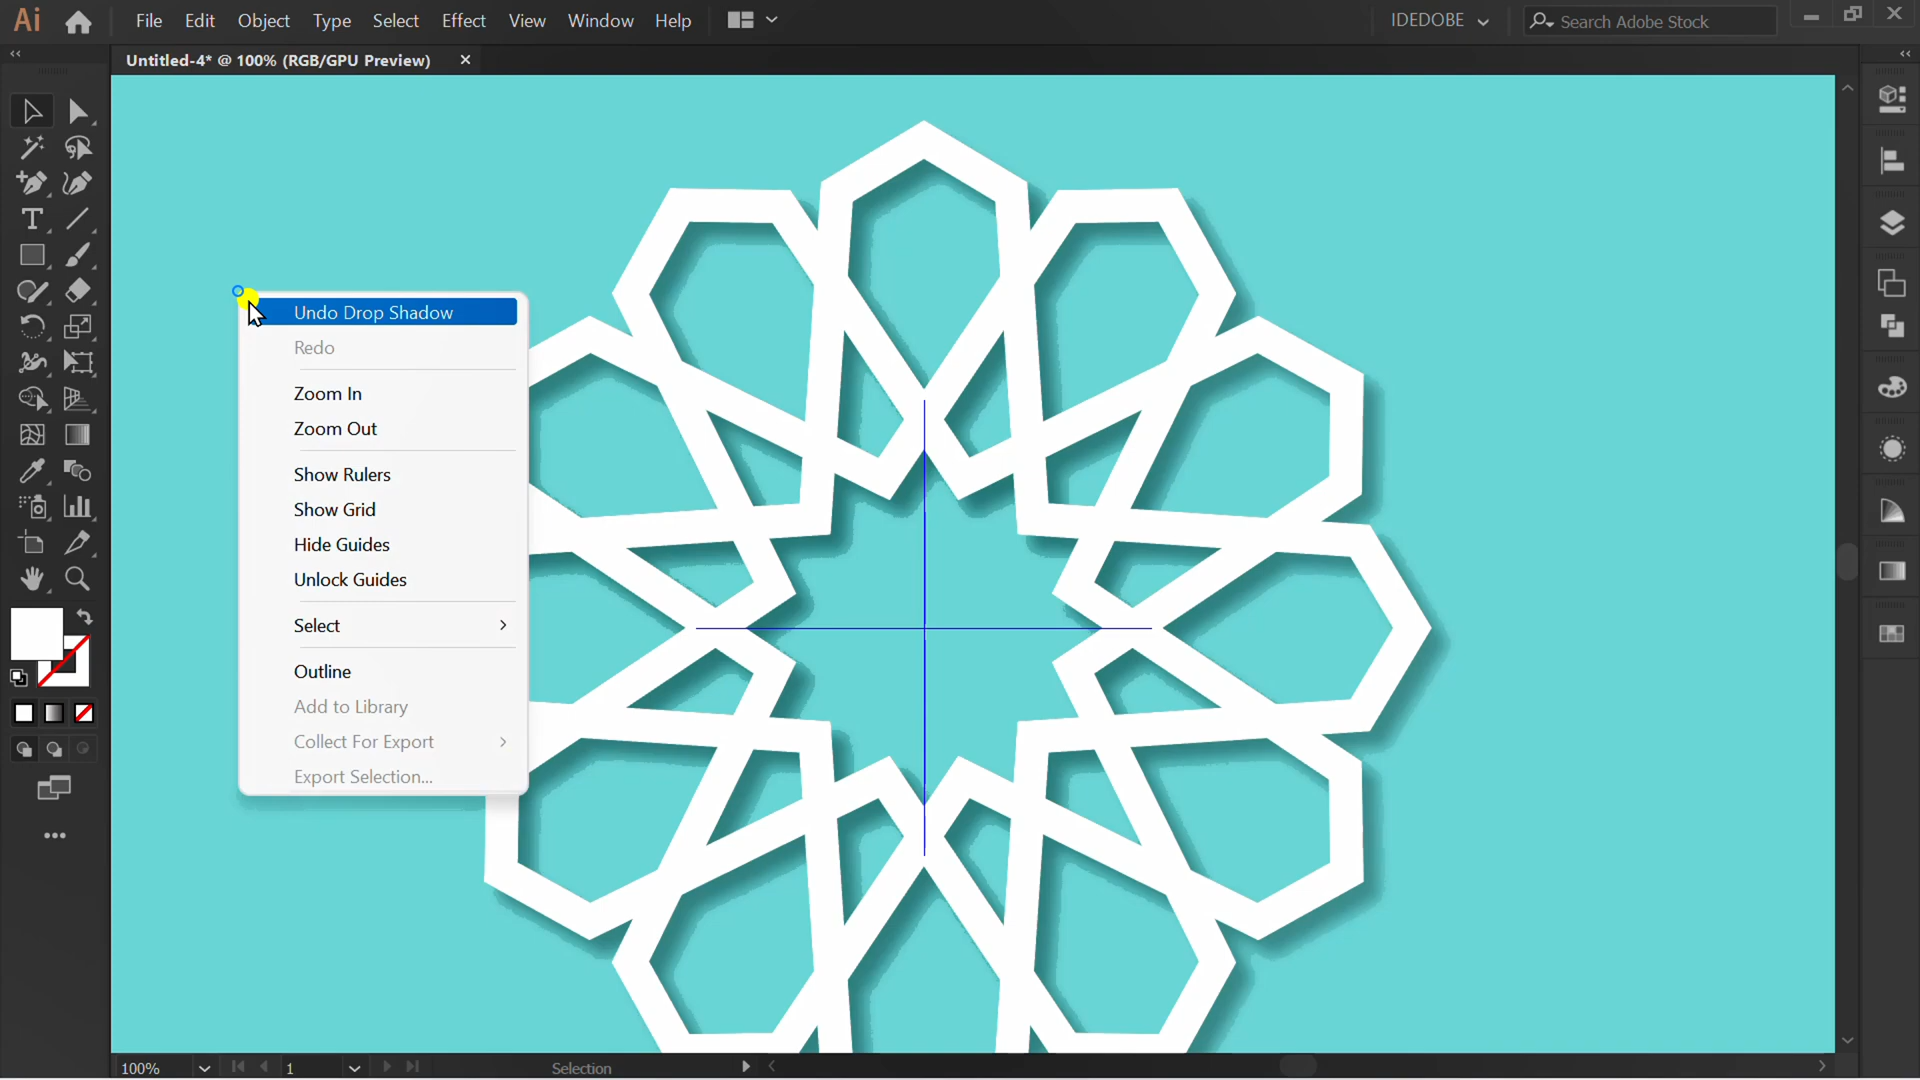 Ai File Edit Object Type Select Effect View Window Help IDEDOBE Search Adobe Stock
Untitled-4* @ 100% (RGB/GPU Preview)
Undo Drop Shadow
Redo
Zoom In
Zoom Out
Show Rulers
Show Grid
Hide Guides
Unlock Guides
Select
Outline
Add to Library
Collect For Export
Export Selection...
100% 1 Selection